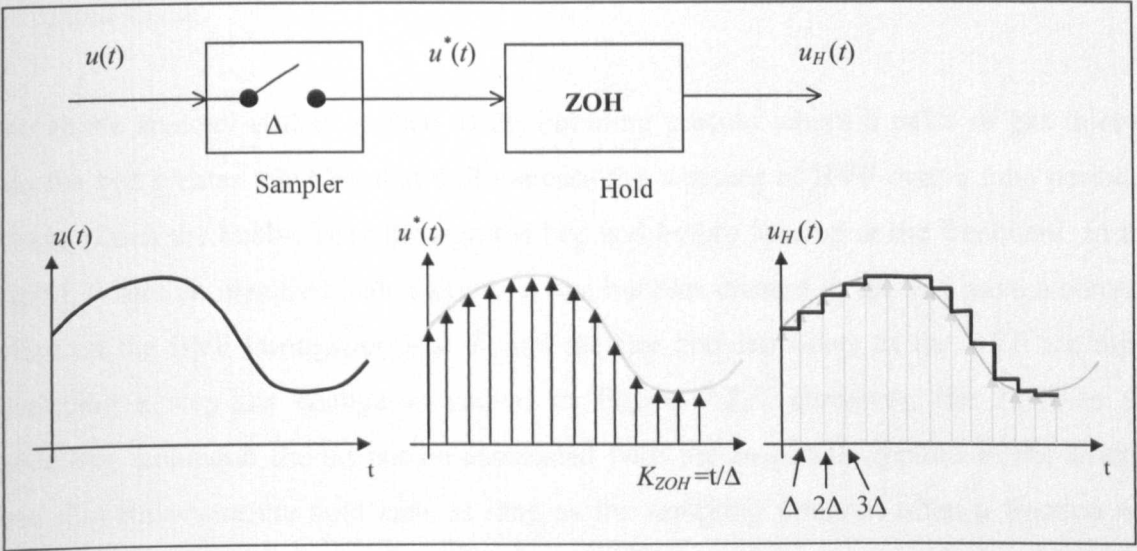 u(t) u*(t) u_H(t)
ZOH
Δ
Sampler Hold
u(t) u*(t) u_H(t)
t t
K_ZOH =t/Δ
Δ 2Δ 3Δ